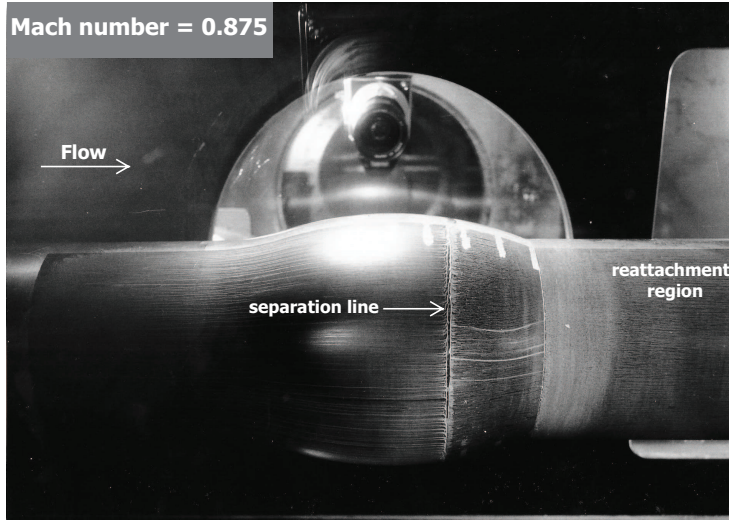 Mach number = 0.875
Flow
separation line
reattachment
region